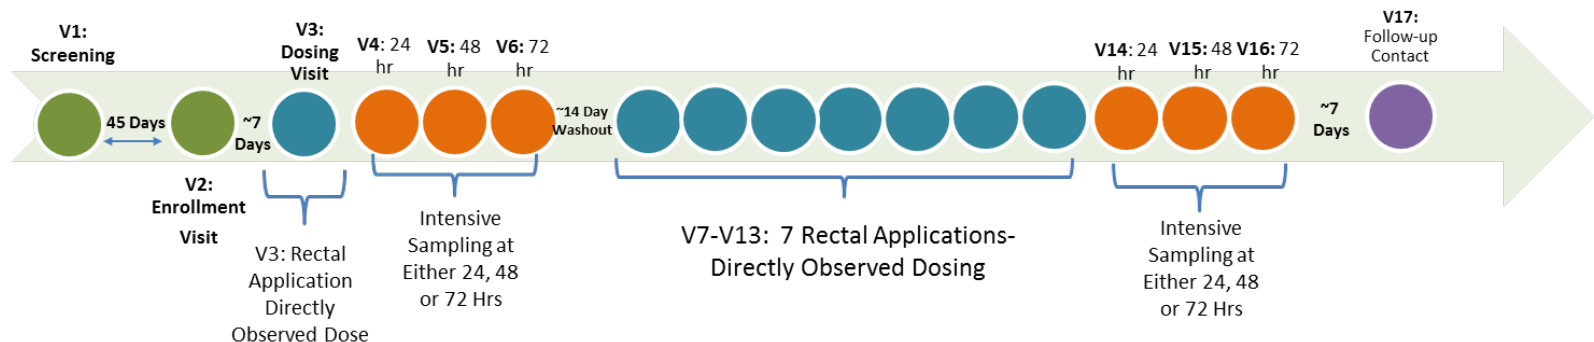 V1:
Screening
45 Days
V2:
Enrollment
Visit
~7
Days
V3:
Dosing
Visit
V3: Rectal
Application
Directly
Observed Dose
V4: 24
hr
V5: 48
hr
V6: 72
hr
Intensive
Sampling at
Either 24, 48
or 72 Hrs
~14 Day
Washout
V7-V13: 7 Rectal Applications-
Directly Observed Dosing
V14: 24
hr
V15: 48
hr
V16: 72
hr
Intensive
Sampling at
Either 24, 48
or 72 Hrs
~7
Days
V17:
Follow-up
Contact